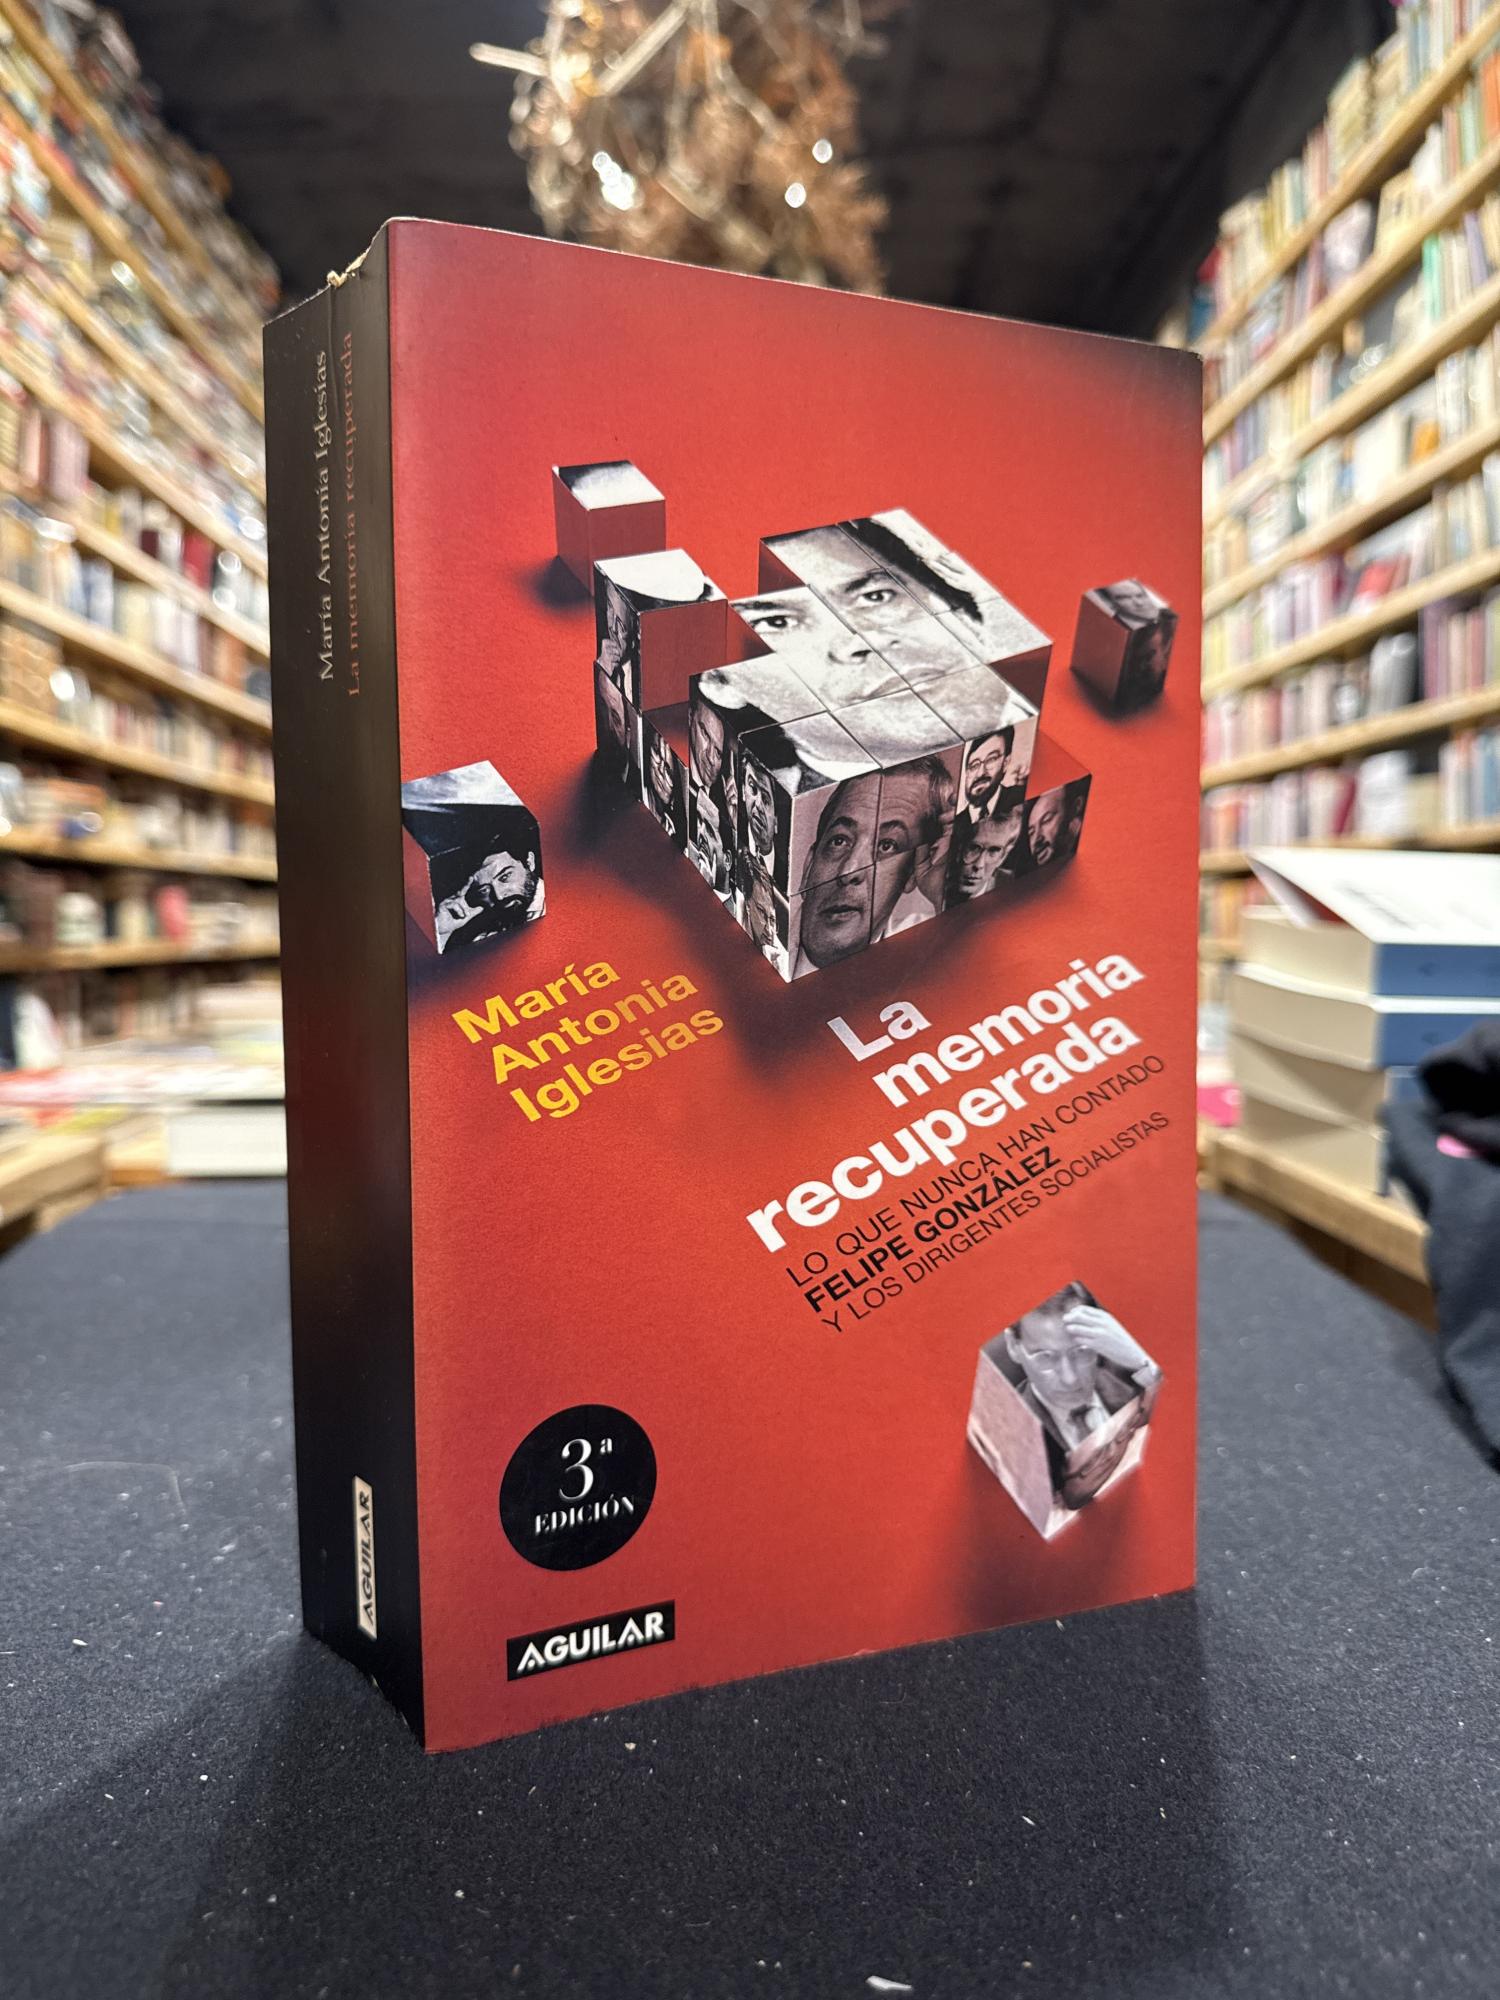 María Antonia Iglesias
La memoria recuperada
AGUILAR
María
Antonia
Iglesias
La
memoria
recuperada
LO QUE NUNCA HAN CONTADO
FELIPE GONZÁLEZ
Y LOS DIRIGENTES SOCIALISTAS
3ª
EDICIÓN
AGUILAR